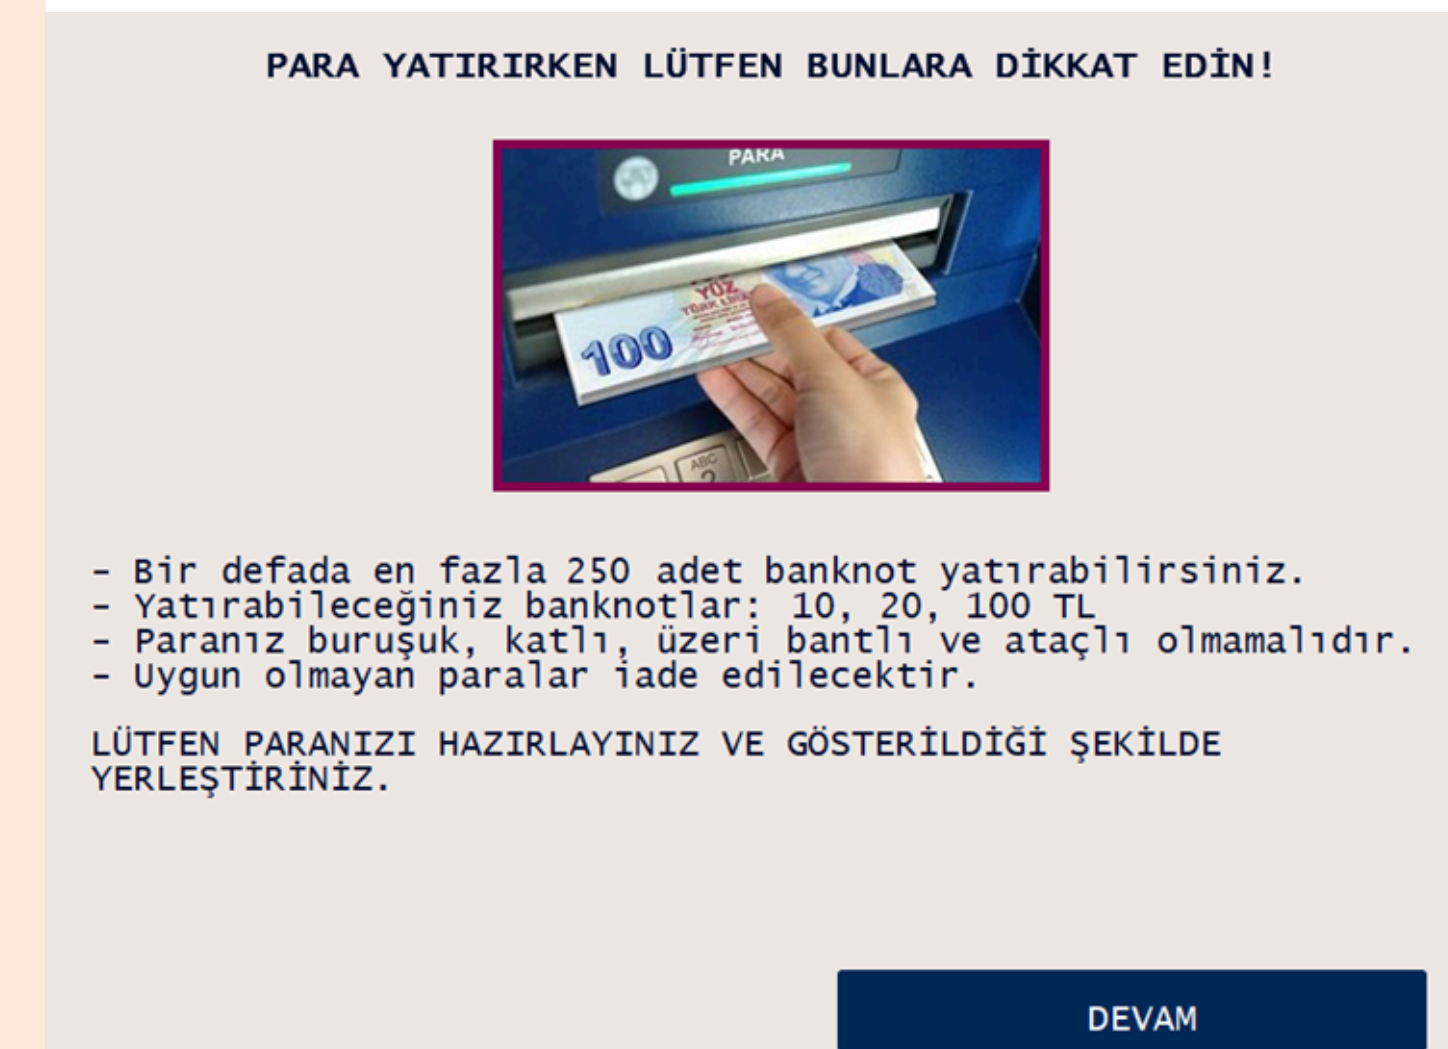 PARA YATIRIRKEN LÜTFEN BUNLARA DİKKAT EDİN!
PARA
YÜZ
TÜRK LİRASI
100
ABC
2
- Bir defada en fazla 250 adet banknot yatırabilirsiniz.
- Yatırabileceğiniz banknotlar: 10, 20, 100 TL
- Paranız buruşuk, katlı, üzeri bantlı ve ataçlı olmamalıdır.
- Uygun olmayan paralar iade edilecektir.
LÜTFEN PARANIZI HAZIRLAYINIZ VE GÖSTERİLDİĞİ ŞEKİLDE
YERLEŞTİRİNİZ.
DEVAM